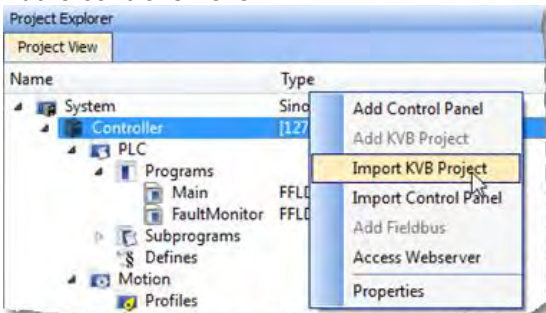 Project Explorer
Project View
Name Type
System Sino
Controller [127
PLC
Programs
Main FFLD
FaultMonitor FFLD
Subprograms
Defines
Motion
Profiles
Add Control Panel
Add KVB Project
Import KVB Project
Import Control Panel
Add Fieldbus
Access Webserver
Properties